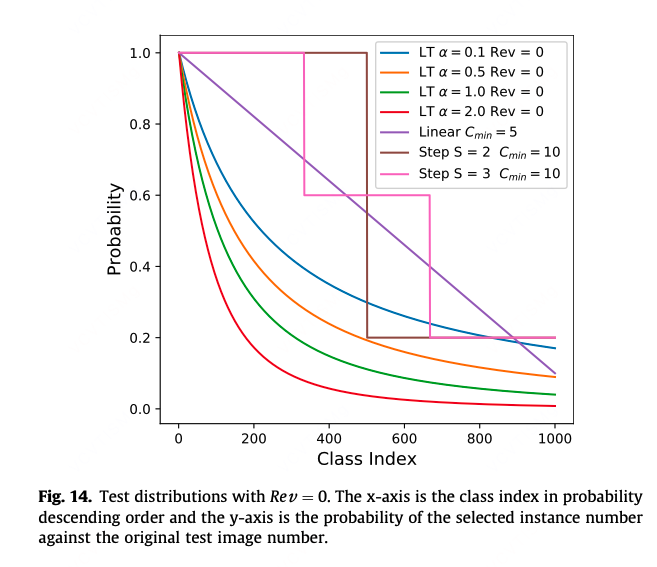 1.0
0.8
0.6
0.4
0.2
0.0
Probability
LT α = 0.1 Rev = 0
LT α = 0.5 Rev = 0
LT α = 1.0 Rev = 0
LT α = 2.0 Rev = 0
Linear Cmin = 5
Step S = 2 Cmin = 10
Step S = 3 Cmin = 10
0 200 400 600 800 1000
Class Index
Fig. 14. Test distributions with Rev = 0. The x-axis is the class index in probability
descending order and the y-axis is the probability of the selected instance number
against the original test image number.